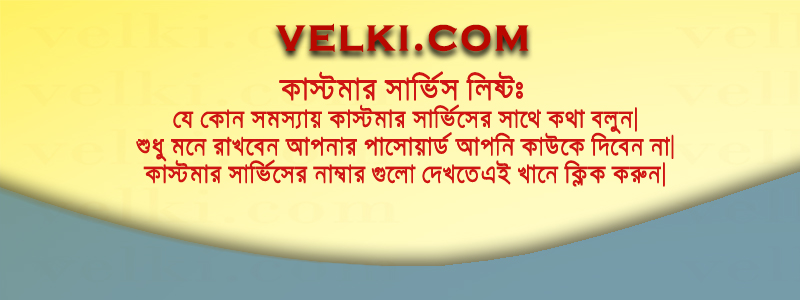 VELKI.COM
কাস্টমার সার্ভিস লিষ্টঃ
যে কোন সমস্যায় কাস্টমার সার্ভিসের সাথে কথা বলুন|
শুধু মনে রাখবেন আপনার পাসোয়ার্ড আপনি কাউকে দিবেন না|
কাস্টমার সার্ভিসের নাম্বার গুলো দেখতেএই খানে ক্লিক করুন|